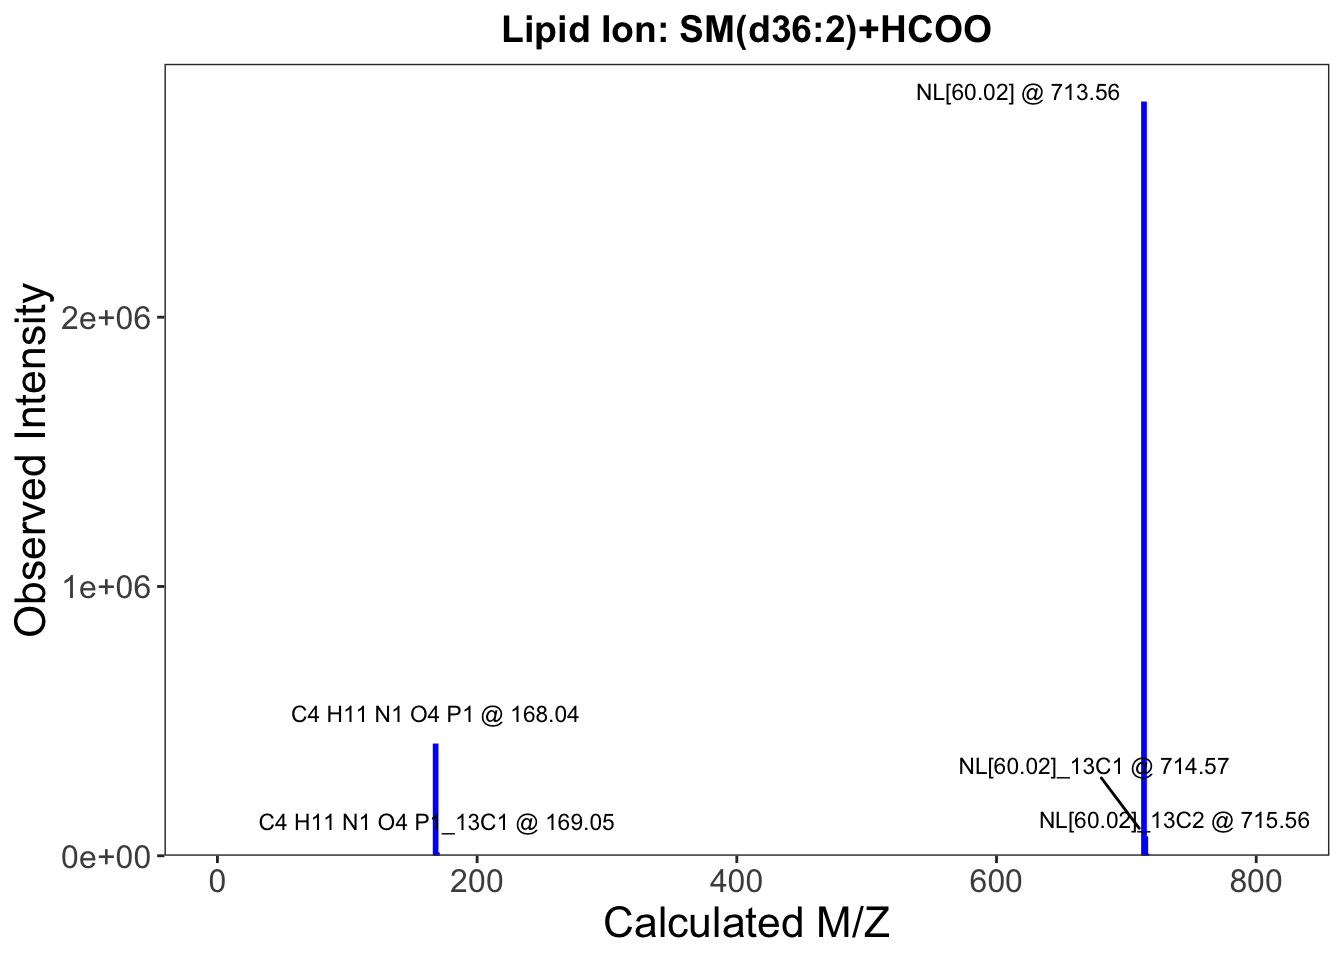 Lipid Ion: SM(d36:2)+HCOO
NL[60.02] @ 713.56
Observed Intensity
2e+06
1e+06
0e+00
C4 H11 N1 O4 P1 @ 168.04
NL[60.02]_13C1 @ 714.57
C4 H11 N1 O4 P1_13C1 @ 169.05
NL[60.02]_13C2 @ 715.56
0 200 400 600 800
Calculated M/Z